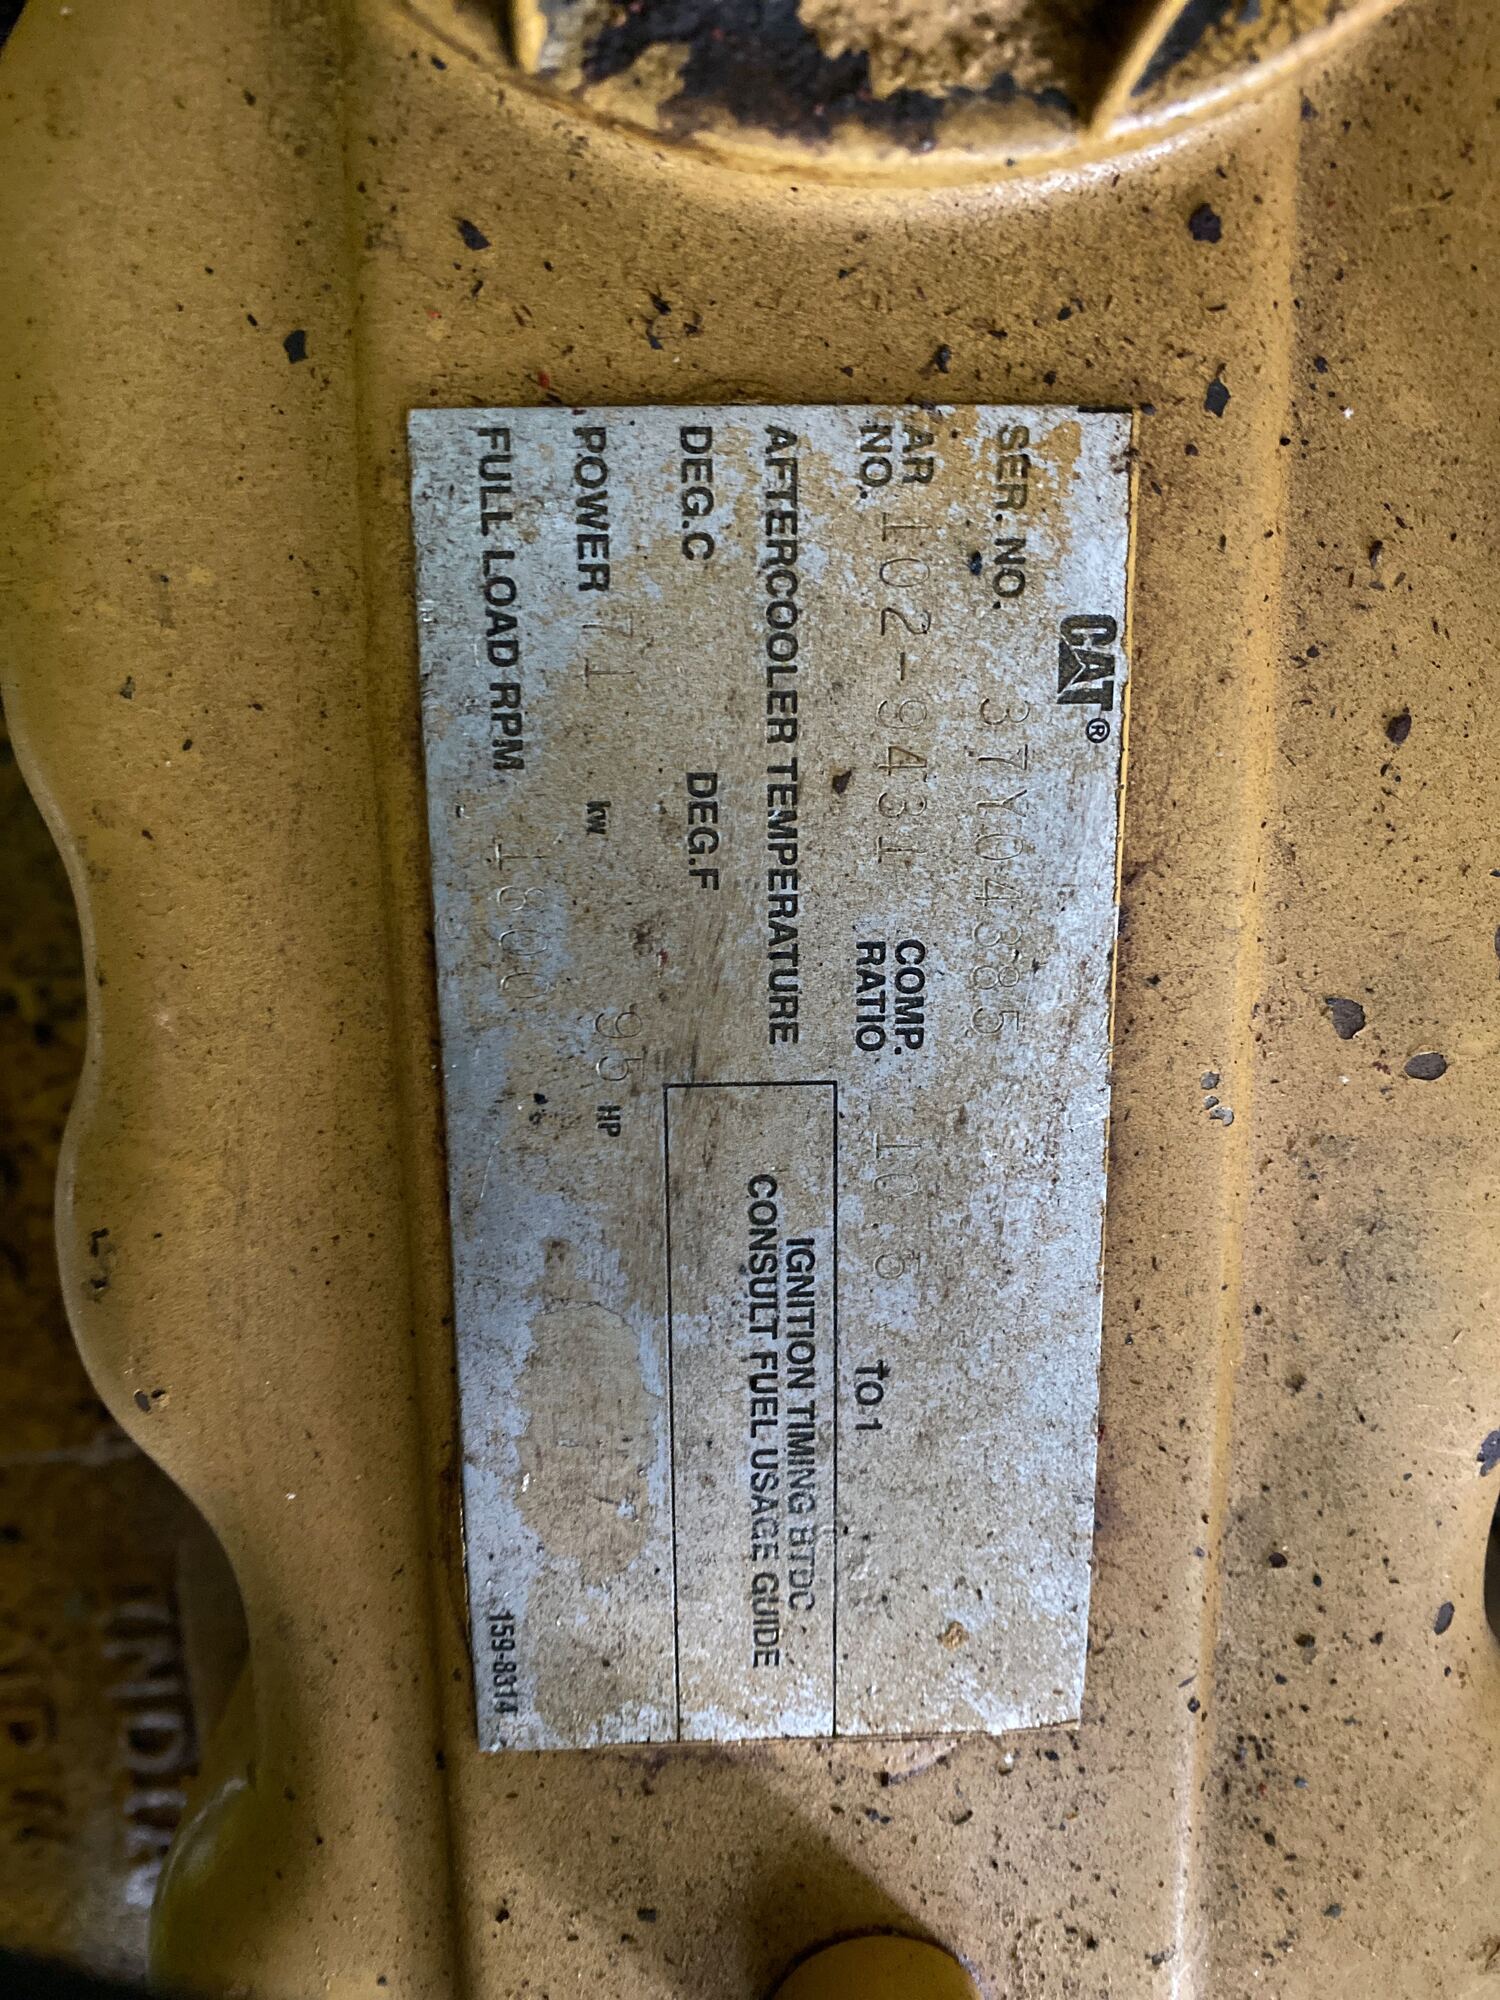 CAT®
SER. NO. 37Y04385
AR NO. 102-9431 COMP. RATIO 10.5 TO 1
AFTERCOOLER TEMPERATURE
DEG.C DEG.F
IGNITION TIMING BTDC
CONSULT FUEL USAGE GUIDE
POWER 71 kw 95 HP
FULL LOAD RPM 1800
159-8314